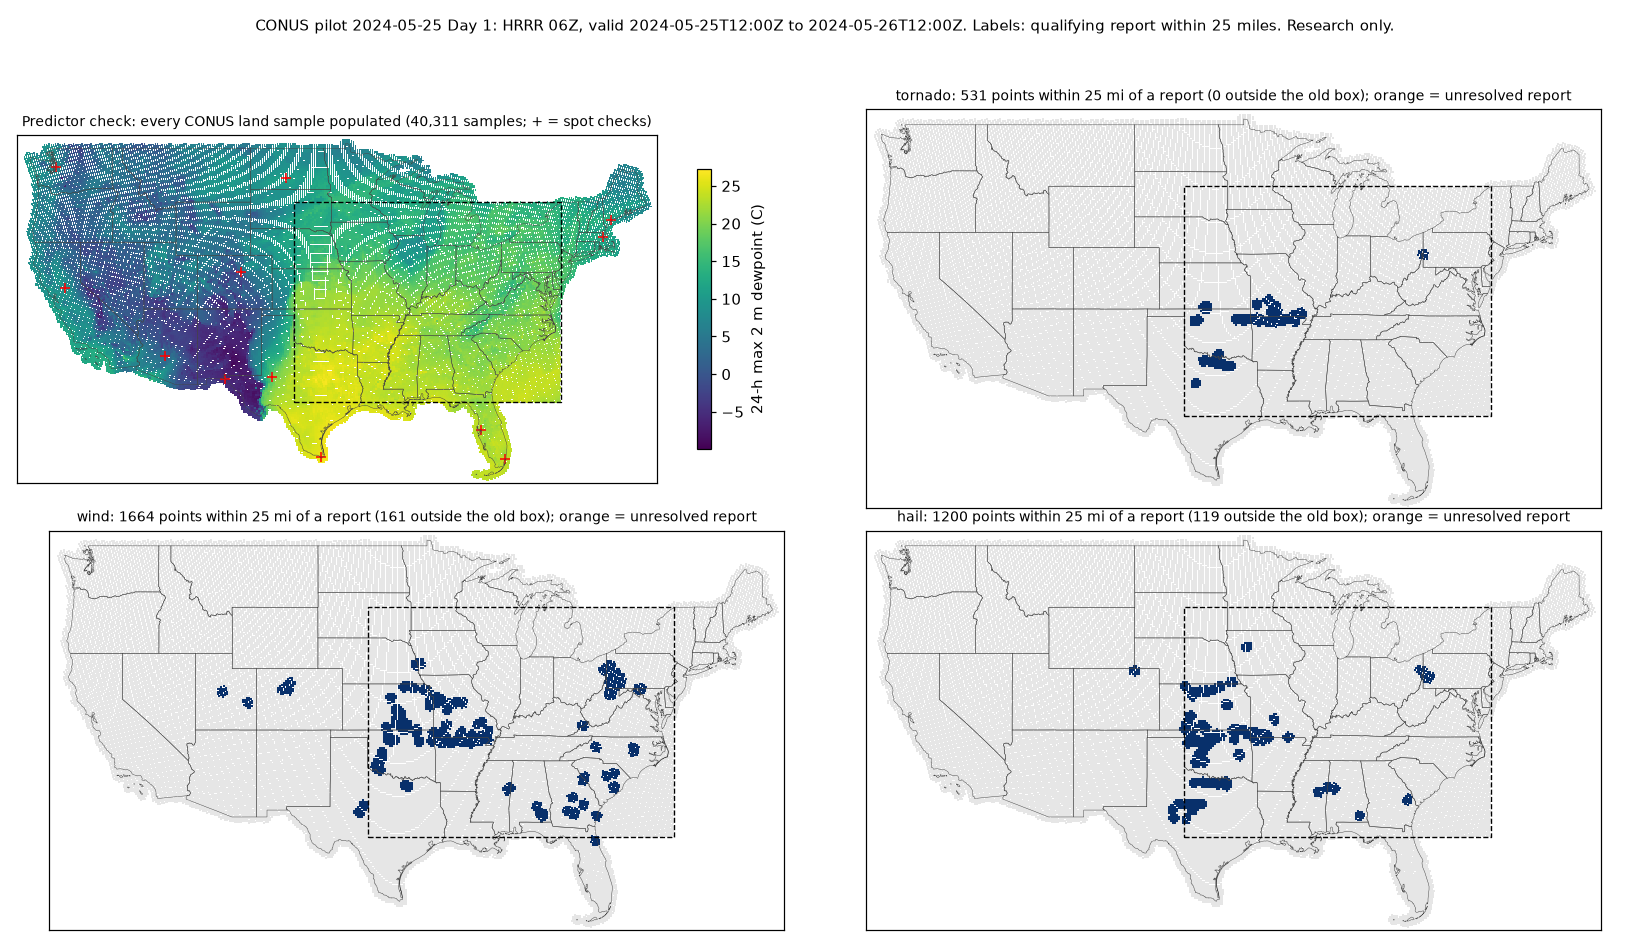 CONUS pilot 2024-05-25 Day 1: HRRR 06Z, valid 2024-05-25T12:00Z to 2024-05-26T12:00Z. Labels: qualifying report within 25 miles. Research only.
Predictor check: every CONUS land sample populated (40,311 samples; + = spot checks)
25
20
15
10
5
0
−5
24-h max 2 m dewpoint (C)
tornado: 531 points within 25 mi of a report (0 outside the old box); orange = unresolved report
wind: 1664 points within 25 mi of a report (161 outside the old box); orange = unresolved report
hail: 1200 points within 25 mi of a report (119 outside the old box); orange = unresolved report